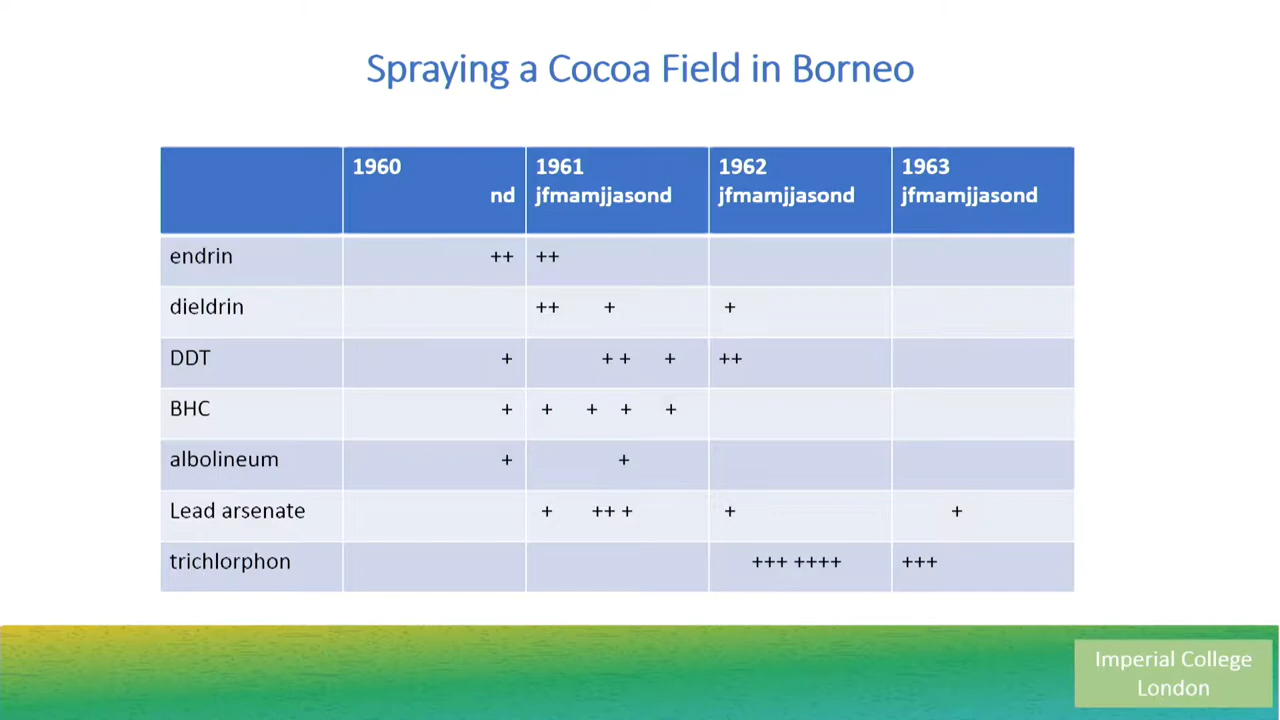 Spraying a Cocoa Field in Borneo
1960 1961 1962 1963
nd jfmamjjasond jfmamjjasond jfmamjjasond
endrin ++ ++
dieldrin ++ + +
DDT + + + + ++
BHC + + + + +
albolineum + +
Lead arsenate + ++ + + +
trichlorphon +++ ++++ +++
Imperial College
London